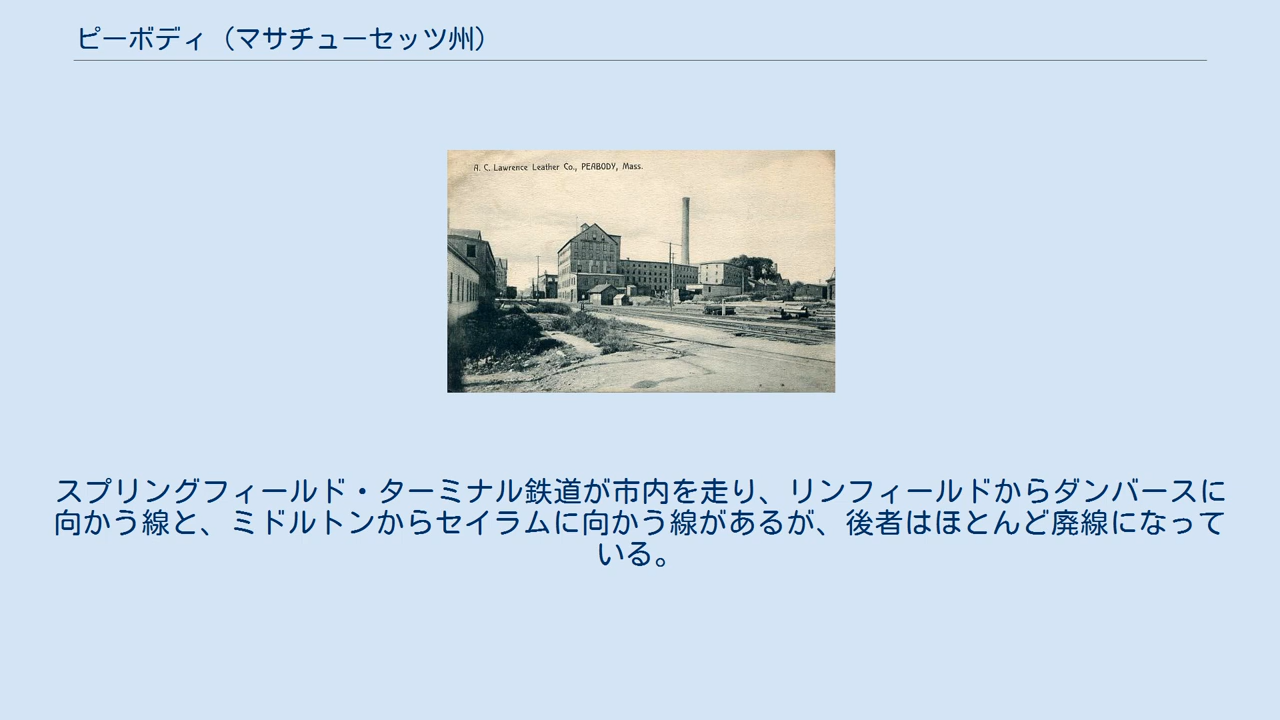 ピーボディ（マサチューセッツ州）
A. C. Lawrence Leather Co., PEABODY, Mass.
スプリングフィールド・ターミナル鉄道が市内を走り、リンフィールドからダンバースに
向かう線と、ミドルトンからセイラムに向かう線があるが、後者はほとんど廃線になって
いる。